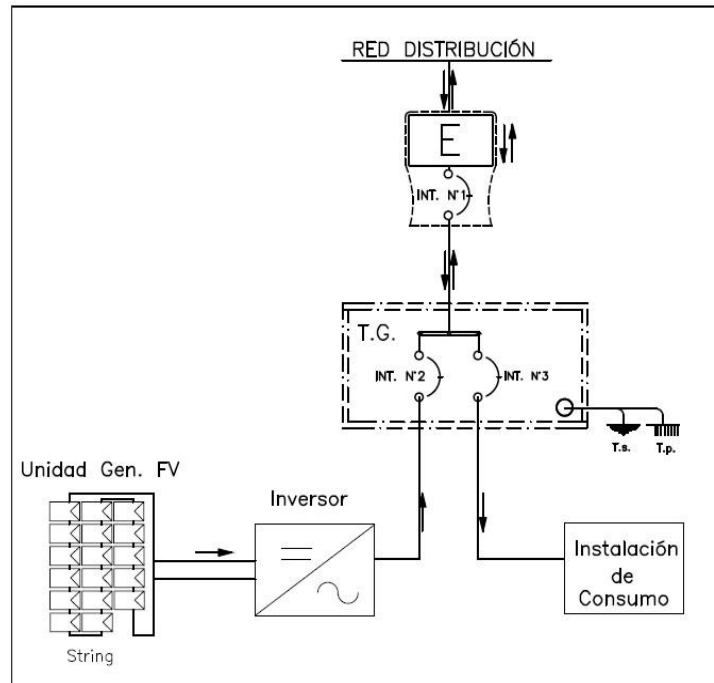 RED DISTRIBUCIÓN
E
INT. N°1
T.G.
INT. N°2
INT. N°3
T.s.
T.p.
Unidad Gen. FV
Inversor
Instalación
de
Consumo
String